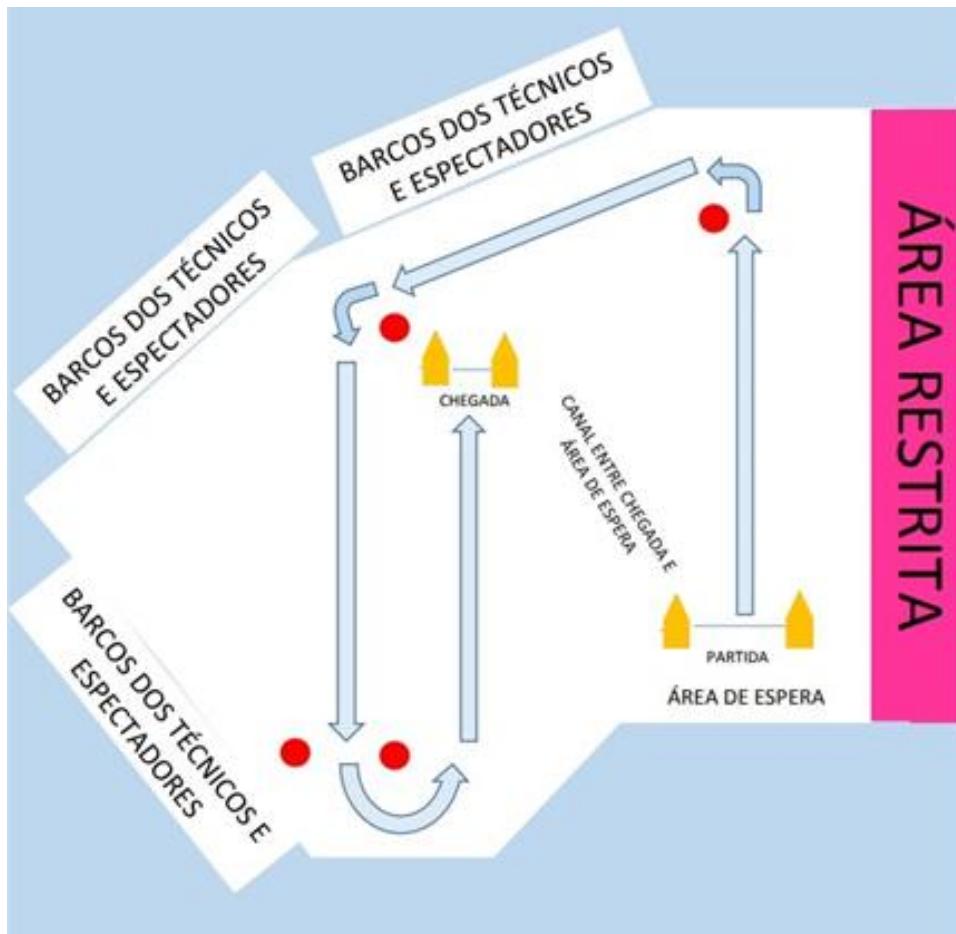 BARCOS DOS TÉCNICOS
E ESPECTADORES
BARCOS DOS TÉCNICOS
E ESPECTADORES
ÁREA RESTRITA
CHEGADA
CANAL ENTRE CHEGADA E
ÁREA DE ESPERA
BARCOS DOS TÉCNICOS E
ESPECTADORES
PARTIDA
ÁREA DE ESPERA